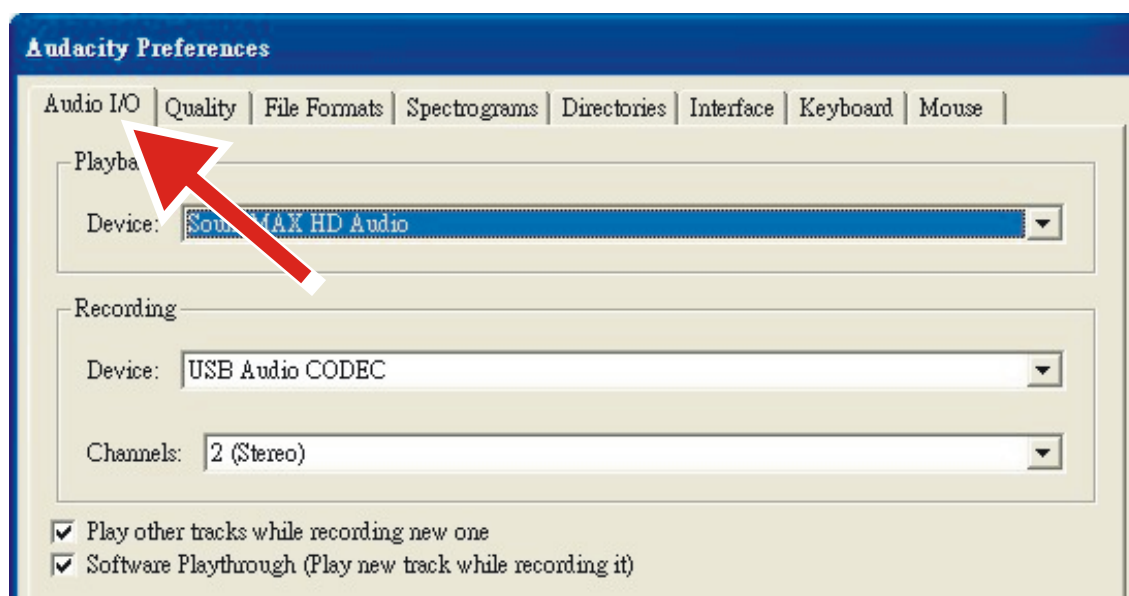 Audacity Preferences
Audio I/O Quality File Formats Spectrograms Directories Interface Keyboard Mouse
Device: MAX HD Audio
Recording
Device: USB Audio CODEC
Channels: 2 (Stereo)
Play other tracks while recording new one
Software Playthrough (Play new track while recording it)